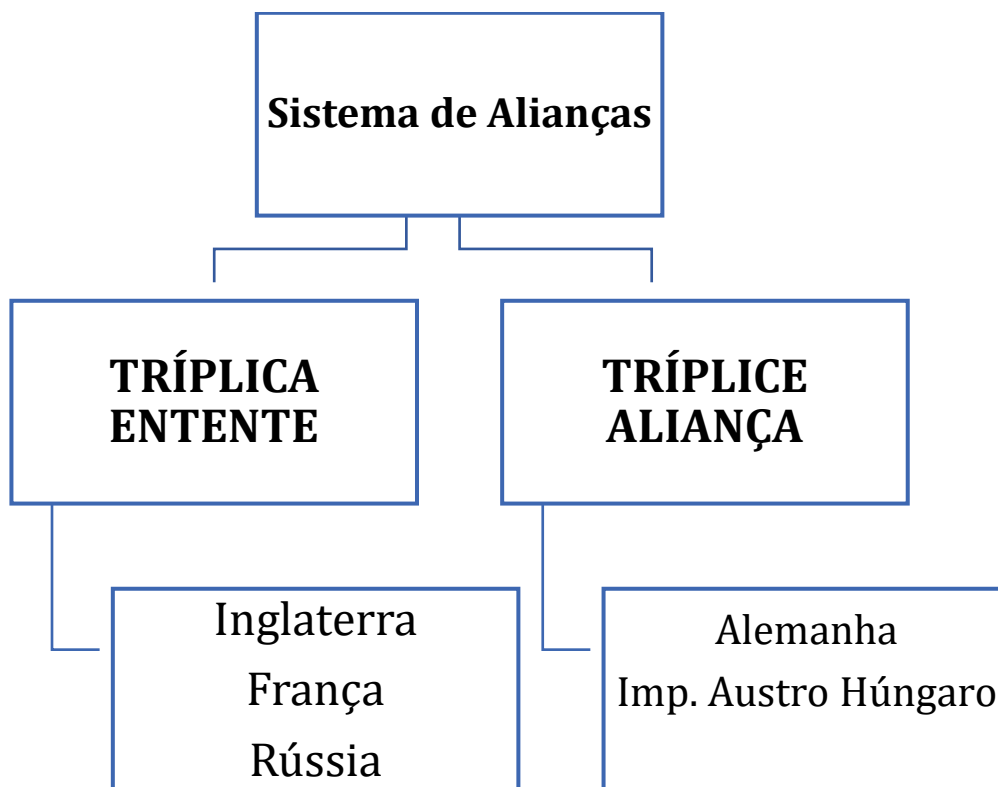 Sistema de Alianças
TRÍPLICA
ENTENTE
TRÍPLICE
ALIANÇA
Inglaterra
França
Rússia
Alemanha
Imp. Austro Húngaro